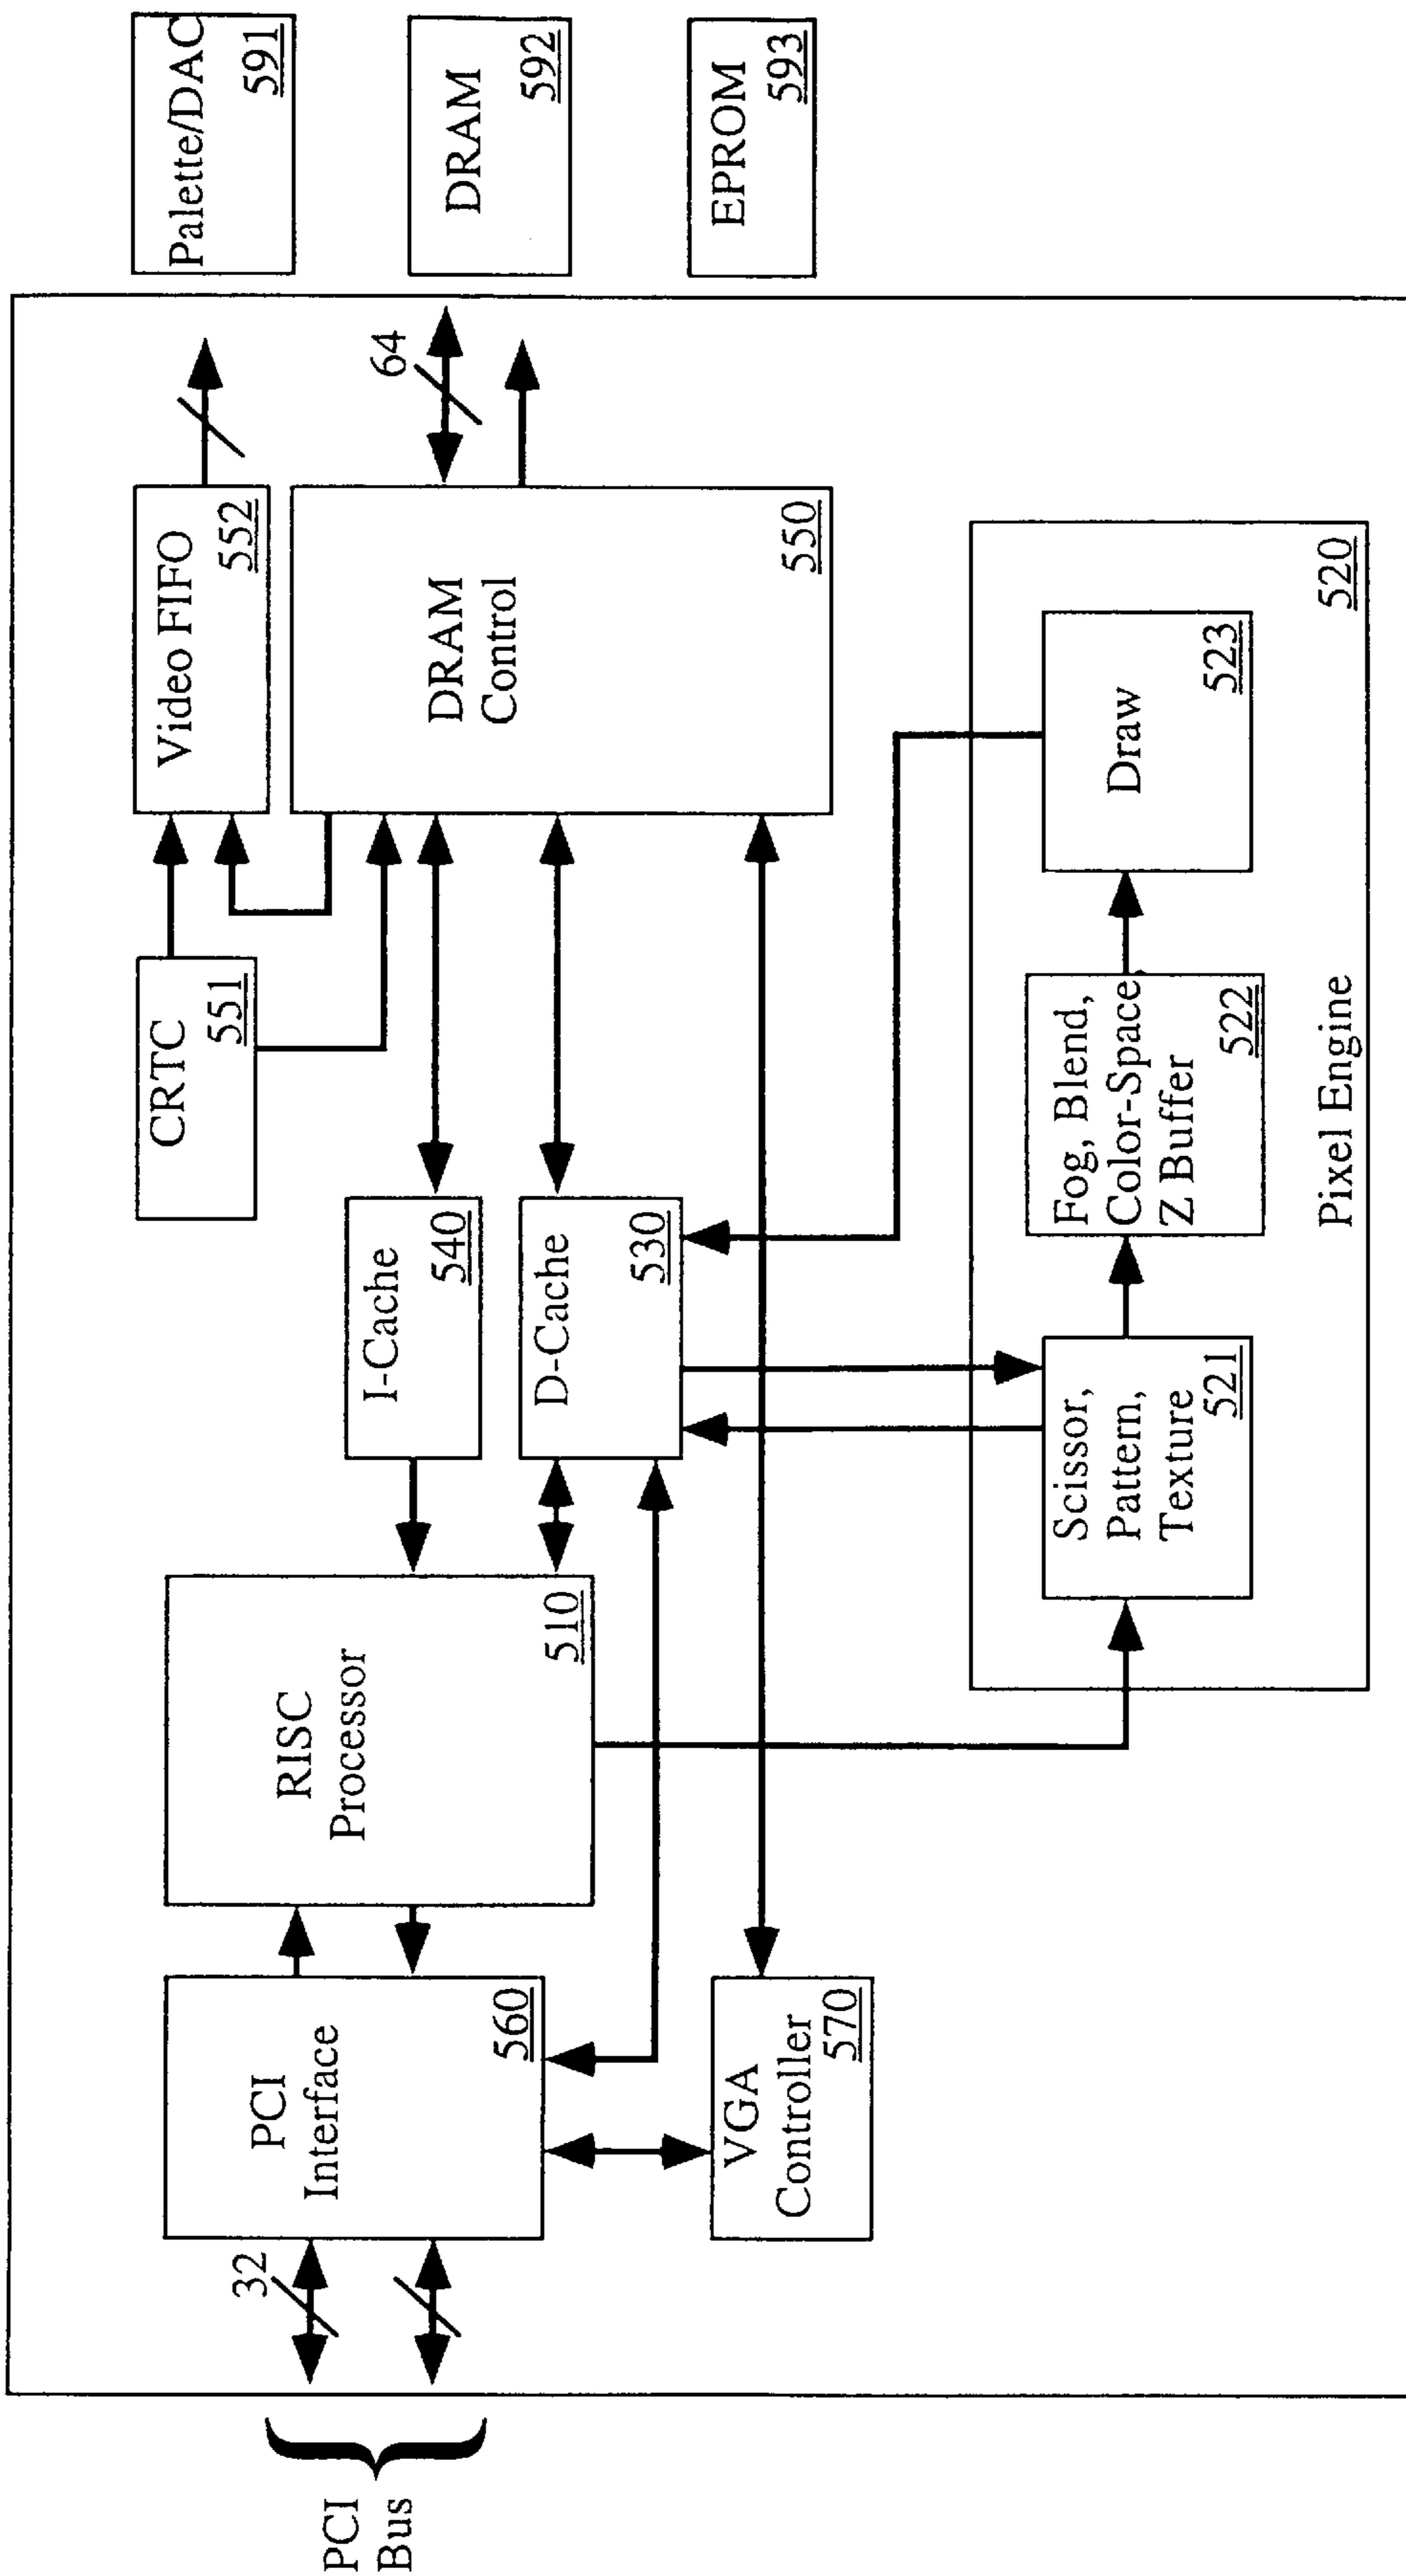 PCI
Bus
32
PCI
Interface
560
VGA
Controller
570
RISC
Processor
510
I-Cache
540
D-Cache
530
CRTC
551
Video FIFO
552
DRAM
Control
550
64
Scissor,
Pattern,
Texture
521
Fog, Blend,
Color-Space,
Z Buffer
522
Draw
523
Pixel Engine
520
Palette/DAC
591
DRAM
592
EPROM
593